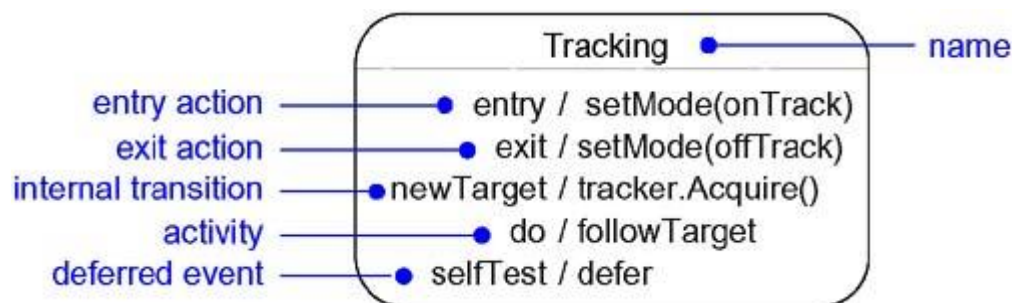 Tracking name
entry action entry / setMode(onTrack)
exit action exit / setMode(offTrack)
internal transition newTarget / tracker.Acquire()
activity do / followTarget
deferred event selfTest / defer